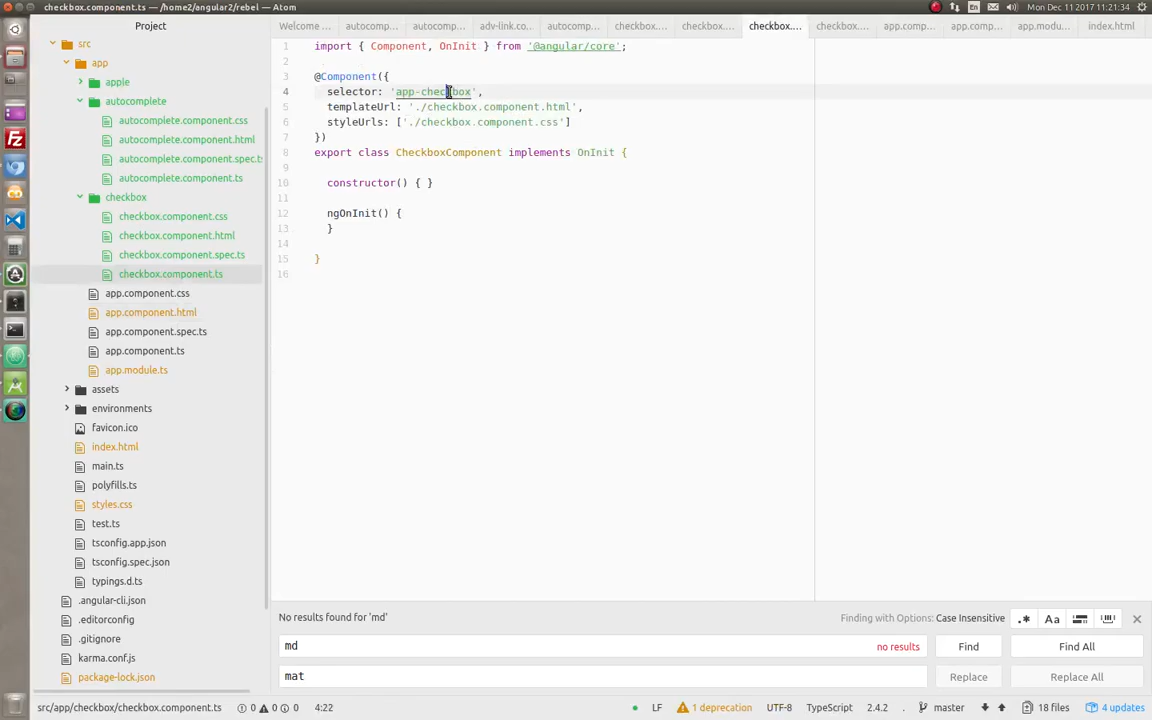 checkbox.component.ts — /home2/angular2/rebel — Atom
En
Mon Dec 11 2017 11:21:34
Project
Welcome ...
autocomp...
autocomp...
adv-link.co...
autocomp...
checkbox....
checkbox....
checkbox....
checkbox....
app.comp...
app.comp...
app.modu...
index.html
src
app
apple
autocomplete
autocomplete.component.css
autocomplete.component.html
autocomplete.component.spec.ts
autocomplete.component.ts
checkbox
checkbox.component.css
checkbox.component.html
checkbox.component.spec.ts
checkbox.component.ts
app.component.css
app.component.html
app.component.spec.ts
app.component.ts
app.module.ts
assets
environments
favicon.ico
index.html
main.ts
polyfills.ts
styles.css
test.ts
tsconfig.app.json
tsconfig.spec.json
typings.d.ts
.angular-cli.json
.editorconfig
.gitignore
karma.conf.js
package-lock.json
1 import { Component, OnInit } from '@angular/core';
2
3 @Component({
4 selector: 'app-checkbox',
5 templateUrl: './checkbox.component.html',
6 styleUrls: ['./checkbox.component.css']
7 })
8 export class CheckboxComponent implements OnInit {
9
10 constructor() { }
11
12 ngOnInit() {
13 }
14
15 }
16
No results found for 'md'
Finding with Options: Case Insensitive
.*
Aa
md
no results
Find
Find All
mat
Replace
Replace All
src/app/checkbox/checkbox.component.ts
0
0
0
4:22
LF
1 deprecation
UTF-8
TypeScript
2.4.2
.
master
18 files
4 updates